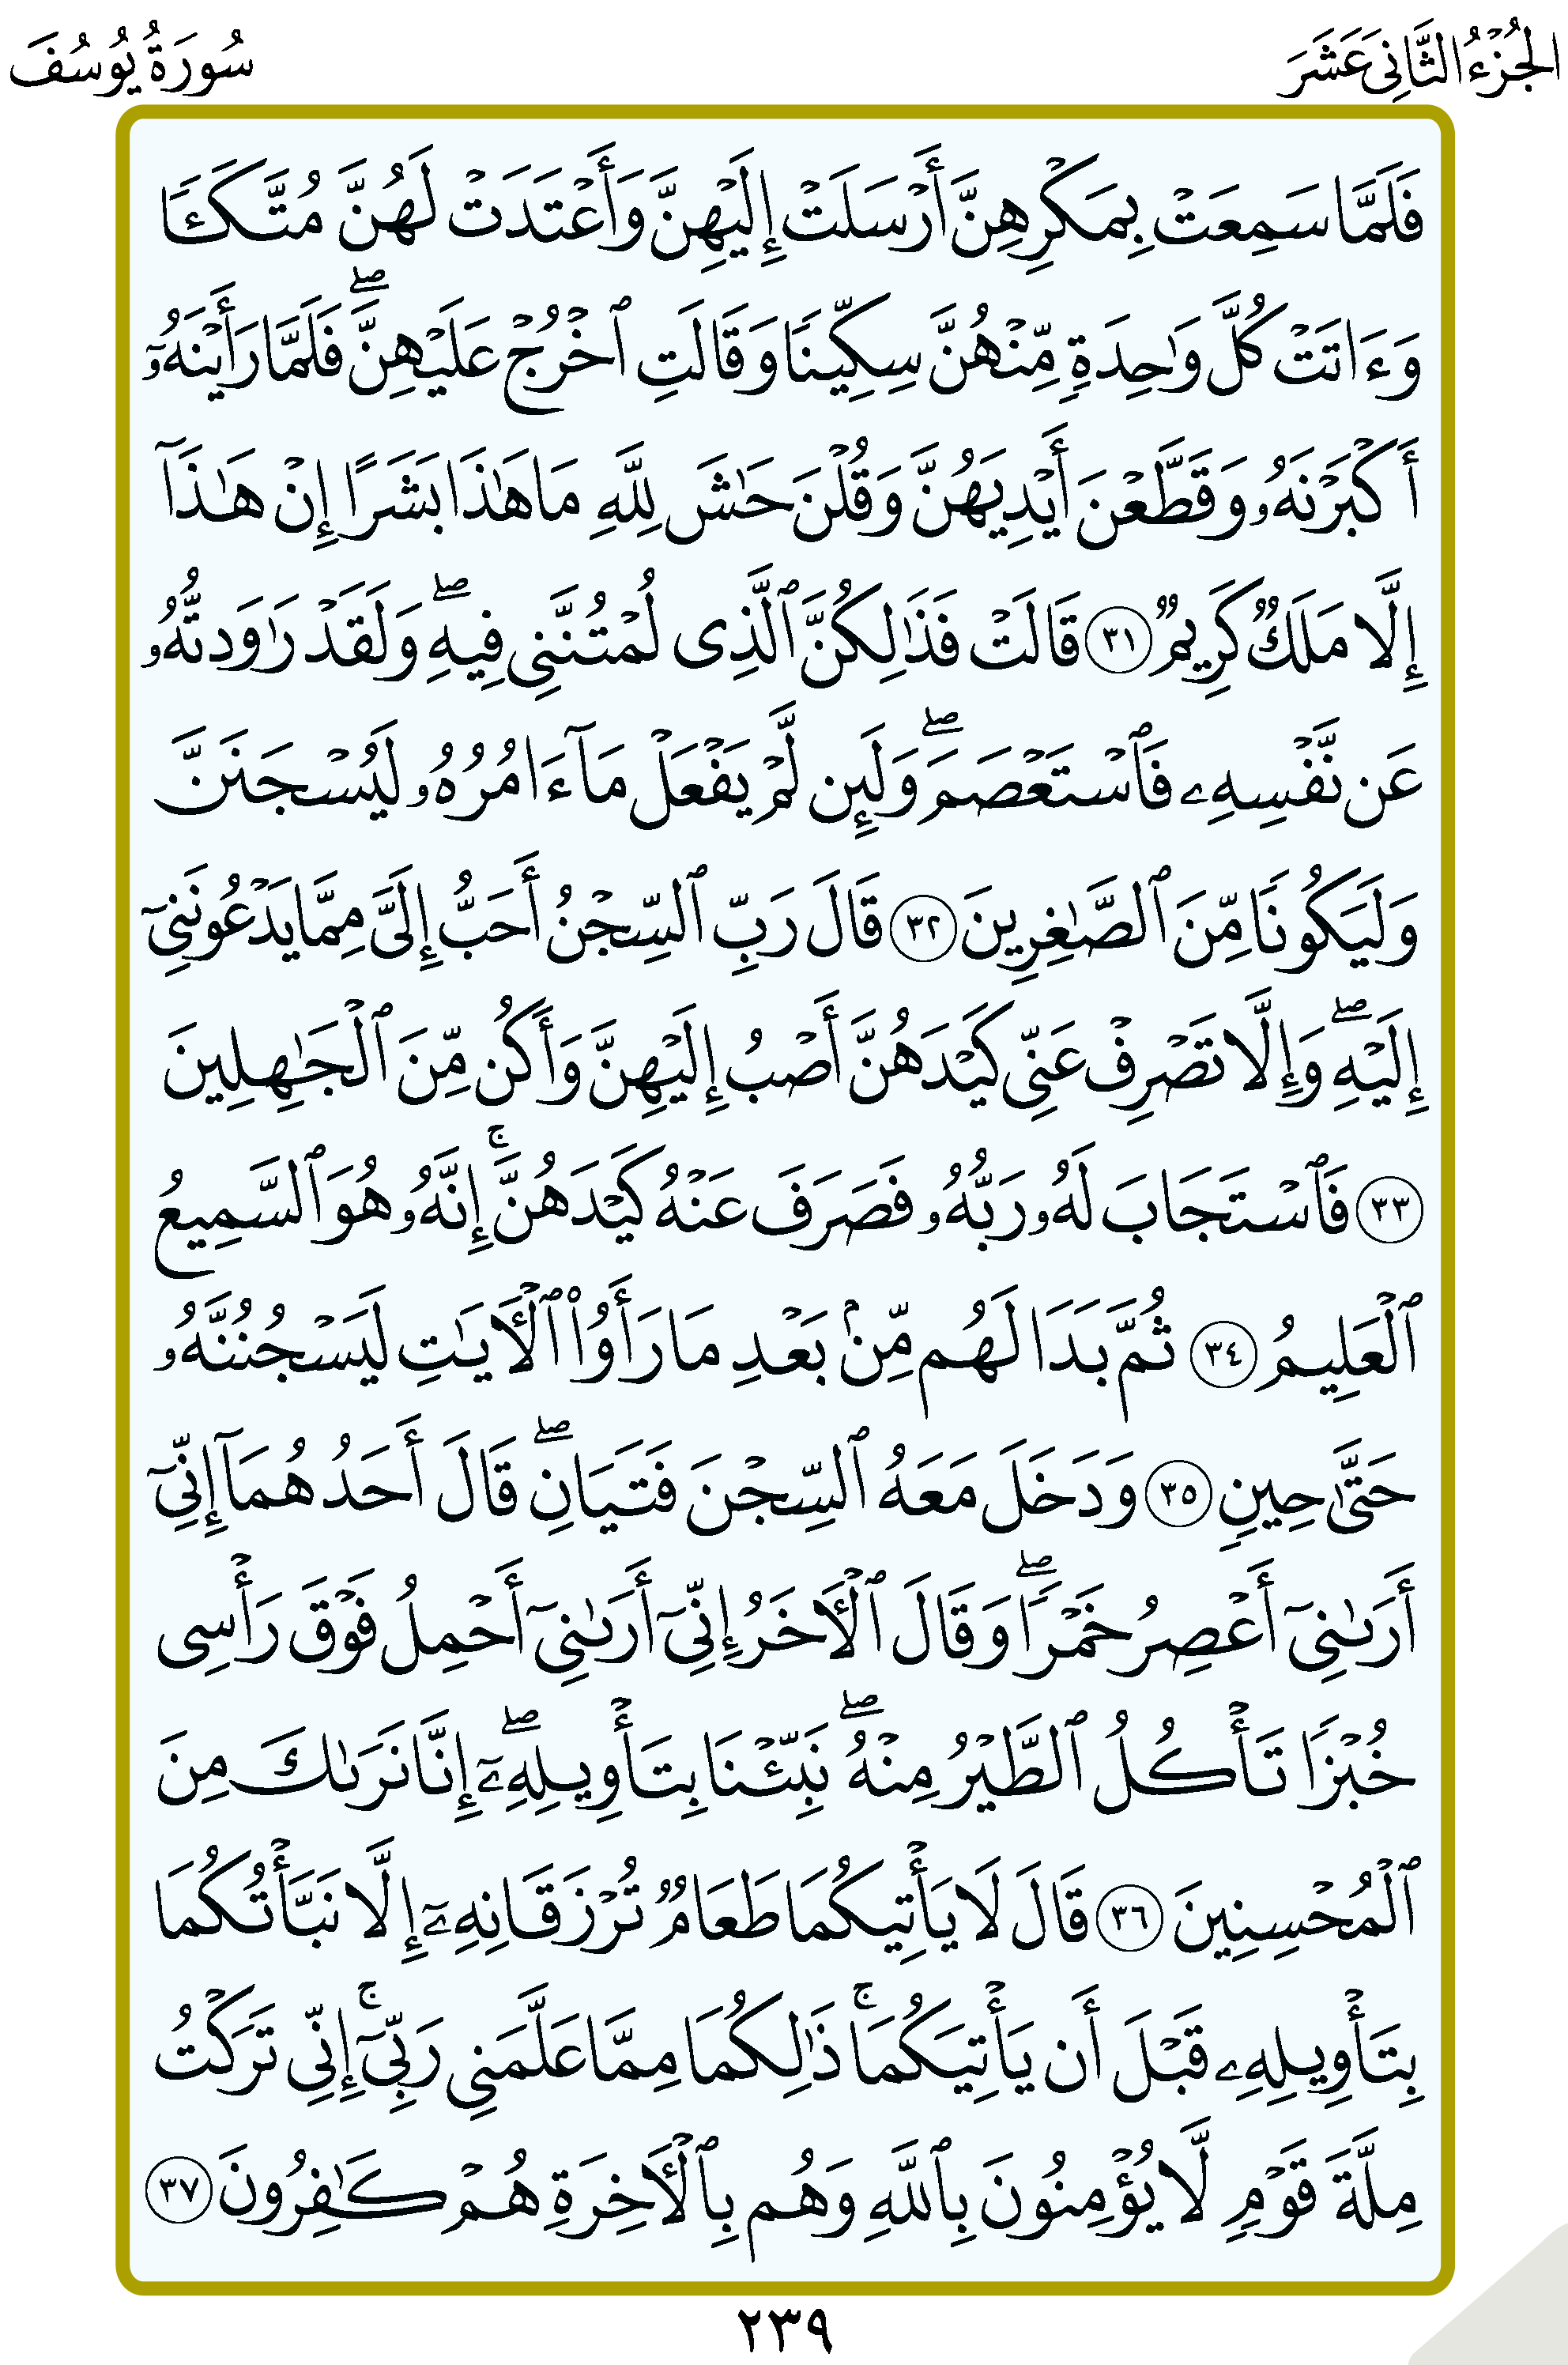 الجُزْءُ الثَّانِيَ عَشَرَ
سُورَةُ يُوسُفَ
فَلَمَّا سَمِعَتْ بِمَكْرِهِنَّ أَرْسَلَتْ إِلَيْهِنَّ وَأَعْتَدَتْ لَهُنَّ مُتَّكَـًٔا
وَءَاتَتْ كُلَّ وَٰحِدَةٍ مِّنْهُنَّ سِكِّينًا وَقَالَتِ ٱخْرُجْ عَلَيْهِنَّ ۖ فَلَمَّا رَأَيْنَهُۥٓ
أَكْبَرْنَهُۥ وَقَطَّعْنَ أَيْدِيَهُنَّ وَقُلْنَ حَٰشَ لِلَّهِ مَا هَٰذَا بَشَرًا إِنْ هَٰذَآ
إِلَّا مَلَكٌ كَرِيمٌ ٣١ قَالَتْ فَذَٰلِكُنَّ ٱلَّذِى لُمْتُنَّنِى فِيهِ ۖ وَلَقَدْ رَٰوَدتُّهُۥ
عَن نَّفْسِهِۦ فَٱسْتَعْصَمَ ۖ وَلَئِن لَّمْ يَفْعَلْ مَآ ءَامُرُهُۥ لَيُسْجَنَنَّ
وَلَيَكُونًا مِّنَ ٱلصَّٰغِرِينَ ٣٢ قَالَ رَبِّ ٱلسِّجْنُ أَحَبُّ إِلَىَّ مِمَّا يَدْعُونَنِىٓ
إِلَيْهِ ۖ وَإِلَّا تَصْرِفْ عَنِّى كَيْدَهُنَّ أَصْبُ إِلَيْهِنَّ وَأَكُن مِّنَ ٱلْجَٰهِلِينَ
٣٣ فَٱسْتَجَابَ لَهُۥ رَبُّهُۥ فَصَرَفَ عَنْهُ كَيْدَهُنَّ ۚ إِنَّهُۥ هُوَ ٱلسَّمِيعُ
ٱلْعَلِيمُ ٣٤ ثُمَّ بَدَا لَهُم مِّنۢ بَعْدِ مَا رَأَوُا۟ ٱلْـَٔايَٰتِ لَيَسْجُنُنَّهُۥ
حَتَّىٰ حِينٍ ٣٥ وَدَخَلَ مَعَهُ ٱلسِّجْنَ فَتَيَانِ ۖ قَالَ أَحَدُهُمَآ إِنِّىٓ
أَرَىٰنِىٓ أَعْصِرُ خَمْرًا ۖ وَقَالَ ٱلْـَٔاخَرُ إِنِّىٓ أَرَىٰنِىٓ أَحْمِلُ فَوْقَ رَأْسِى
خُبْزًا تَأْكُلُ ٱلطَّيْرُ مِنْهُ ۖ نَبِّئْنَا بِتَأْوِيلِهِۦٓ ۖ إِنَّا نَرَىٰكَ مِنَ
ٱلْمُحْسِنِينَ ٣٦ قَالَ لَا يَأْتِيكُمَا طَعَامٌ تُرْزَقَانِهِۦٓ إِلَّا نَبَّأْتُكُمَا
بِتَأْوِيلِهِۦ قَبْلَ أَن يَأْتِيَكُمَا ۚ ذَٰلِكُمَا مِمَّا عَلَّمَنِى رَبِّىٓ ۚ إِنِّى تَرَكْتُ
مِلَّةَ قَوْمٍ لَّا يُؤْمِنُونَ بِٱللَّهِ وَهُم بِٱلْـَٔاخِرَةِ هُمْ كَٰفِرُونَ ٣٧
٢٣٩